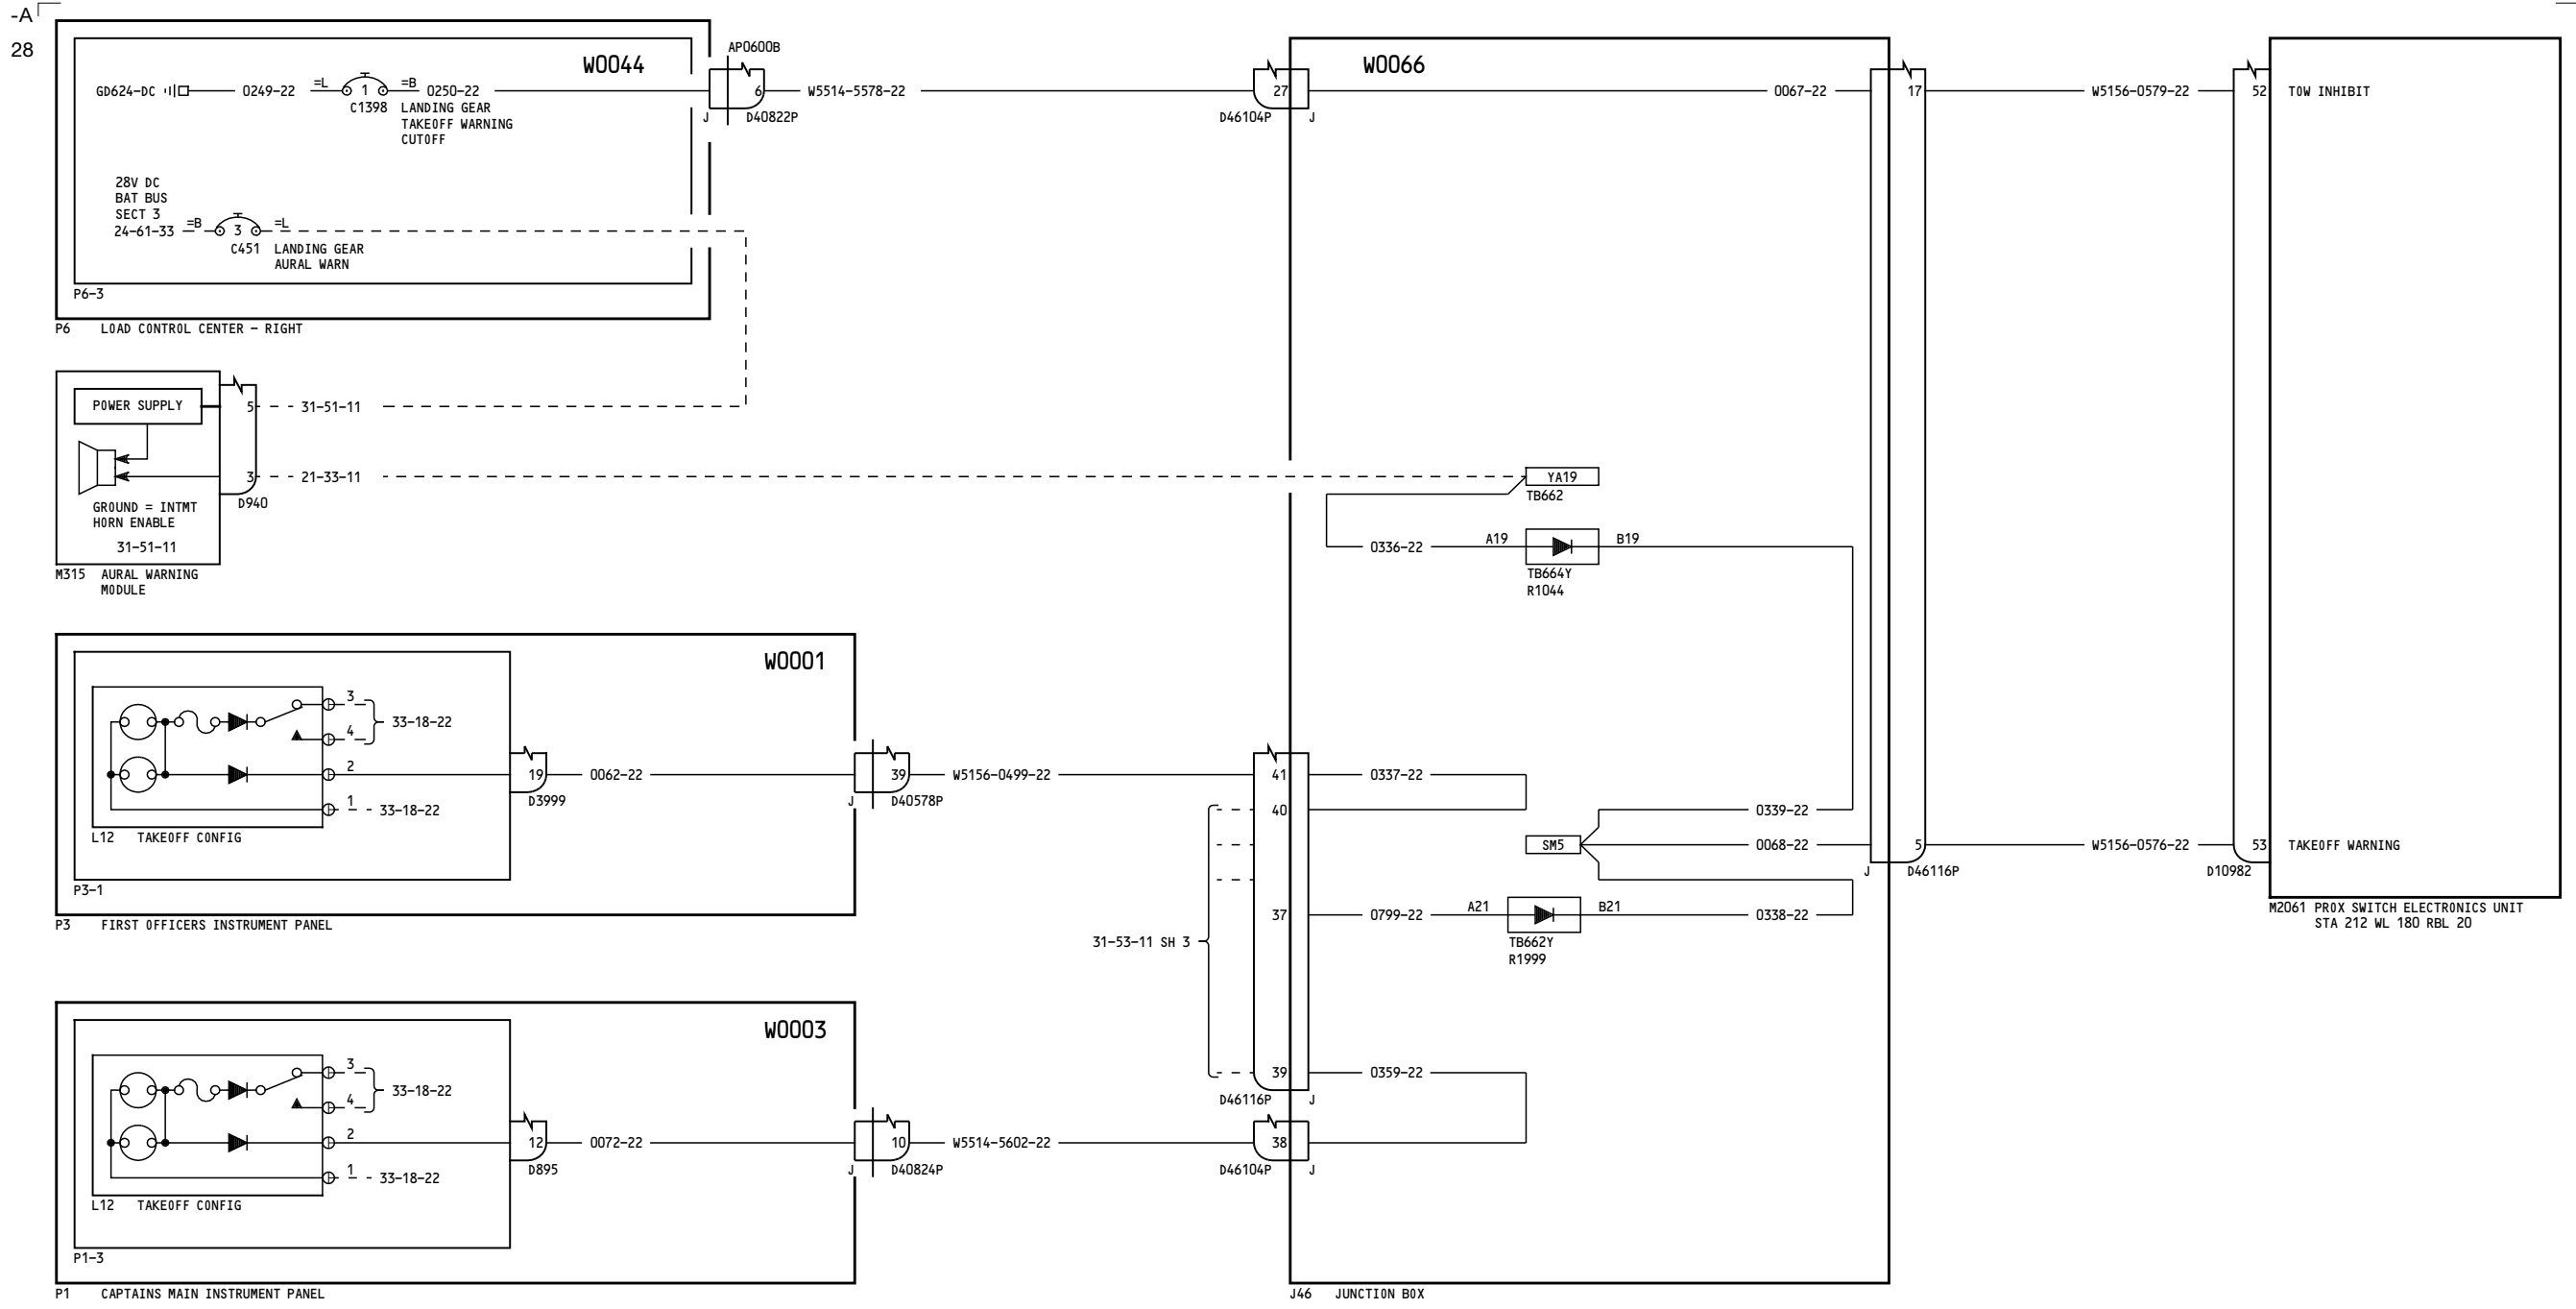 -A
28
W0044
AP0600B
W0066
GD624-DC
0249-22
=L
1
=B
0250-22
6
W5514-5578-22
27
0067-22
17
W5156-0579-22
52
TOW INHIBIT
C1398
LANDING GEAR
TAKEOFF WARNING
CUTOFF
J
D40822P
D46104P
J
28V DC
BAT BUS
SECT 3
24-61-33
=B
3
=L
C451
LANDING GEAR
AURAL WARN
P6-3
P6
LOAD CONTROL CENTER - RIGHT
POWER SUPPLY
5
31-51-11
3
21-33-11
YA19
TB662
D940
GROUND = INTMT
HORN ENABLE
31-51-11
M315
AURAL WARNING
MODULE
0336-22
A19
B19
TB664Y
R1044
W0001
3
4
33-18-22
2
19
0062-22
39
W5156-0499-22
41
0337-22
D3999
J
D40578P
1
33-18-22
40
L12
TAKEOFF CONFIG
P3-1
P3
FIRST OFFICERS INSTRUMENT PANEL
0339-22
SM5
0068-22
5
W5156-0576-22
53
TAKEOFF WARNING
J
D46116P
D10982
37
0799-22
A21
B21
0338-22
TB662Y
R1999
31-53-11 SH 3
M2061 PROX SWITCH ELECTRONICS UNIT
STA 212 WL 180 RBL 20
W0003
3
4
33-18-22
2
12
0072-22
10
W5514-5602-22
38
39
0359-22
D46116P
J
D895
J
D40824P
D46104P
J
1
33-18-22
L12
TAKEOFF CONFIG
P1-3
P1
CAPTAINS MAIN INSTRUMENT PANEL
J46
JUNCTION BOX